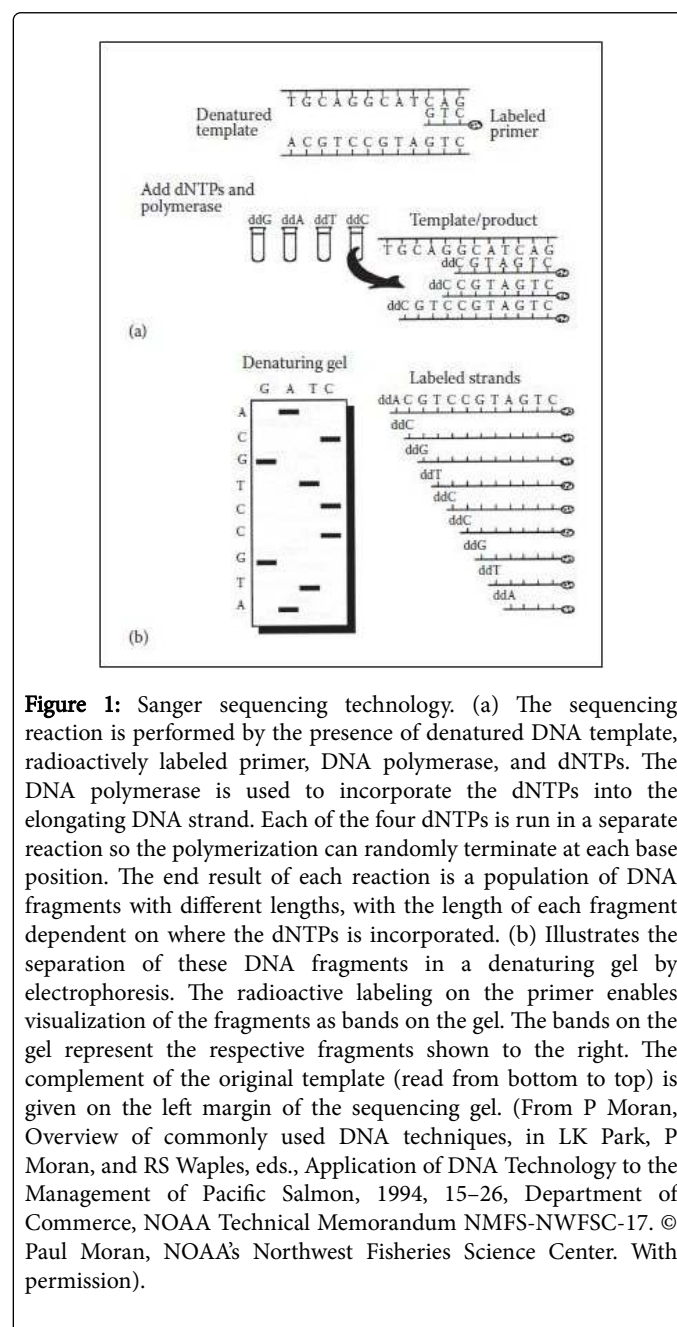 T G C A G G C A T C A G
G T C
Denatured
template
Labeled
primer
A C G T C C G T A G T C
Add dNTPs and
polymerase
ddG ddA ddT ddC
Template/product
T G C A G G C A T C A G
ddC G T A G T C
ddC C G T A G T C
ddC G T C C G T A G T C
(a)
Denaturing gel
G A T C
A
C
G
T
C
C
G
T
A
Labeled strands
ddA C G T C C G T A G T C
ddC
ddG
ddT
ddC
ddC
ddG
ddT
ddA
(b)
Figure 1: Sanger sequencing technology. (a) The sequencing
reaction is performed by the presence of denatured DNA template,
radioactively labeled primer, DNA polymerase, and dNTPs. The
DNA polymerase is used to incorporate the dNTPs into the
elongating DNA strand. Each of the four dNTPs is run in a separate
reaction so the polymerization can randomly terminate at each base
position. The end result of each reaction is a population of DNA
fragments with different lengths, with the length of each fragment
dependent on where the dNTPs is incorporated. (b) Illustrates the
separation of these DNA fragments in a denaturing gel by
electrophoresis. The radioactive labeling on the primer enables
visualization of the fragments as bands on the gel. The bands on the
gel represent the respective fragments shown to the right. The
complement of the original template (read from bottom to top) is
given on the left margin of the sequencing gel. (From P Moran,
Overview of commonly used DNA techniques, in LK Park, P
Moran, and RS Waples, eds., Application of DNA Technology to the
Management of Pacific Salmon, 1994, 15–26, Department of
Commerce, NOAA Technical Memorandum NMFS-NWFSC-17. ©
Paul Moran, NOAA's Northwest Fisheries Science Center. With
permission).